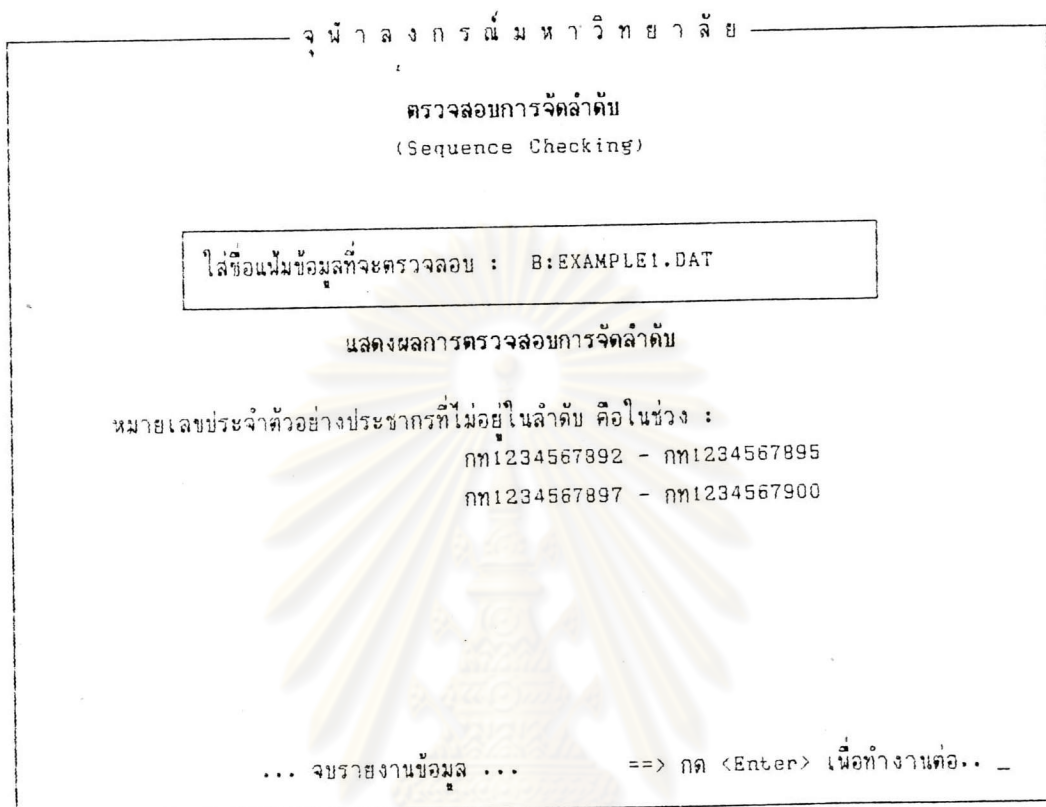 จุฬาลงกรณ์มหาวิทยาลัย
ตรวจสอบการจัดลำดับ
(Sequence Checking)
ใส่ชื่อแฟ้มข้อมูลที่จะตรวจสอบ : B:EXAMPLE1.DAT
แสดงผลการตรวจสอบการจัดลำดับ
หมายเลขประจำตัวอย่างประชากรที่ไม่อยู่ในลำดับ คือในช่วง :
กท1234567892 - กท1234567895
กท1234567897 - กท1234567900
... จบรายงานข้อมูล ... ==> กด <Enter> เพื่อทำงานต่อ.. _